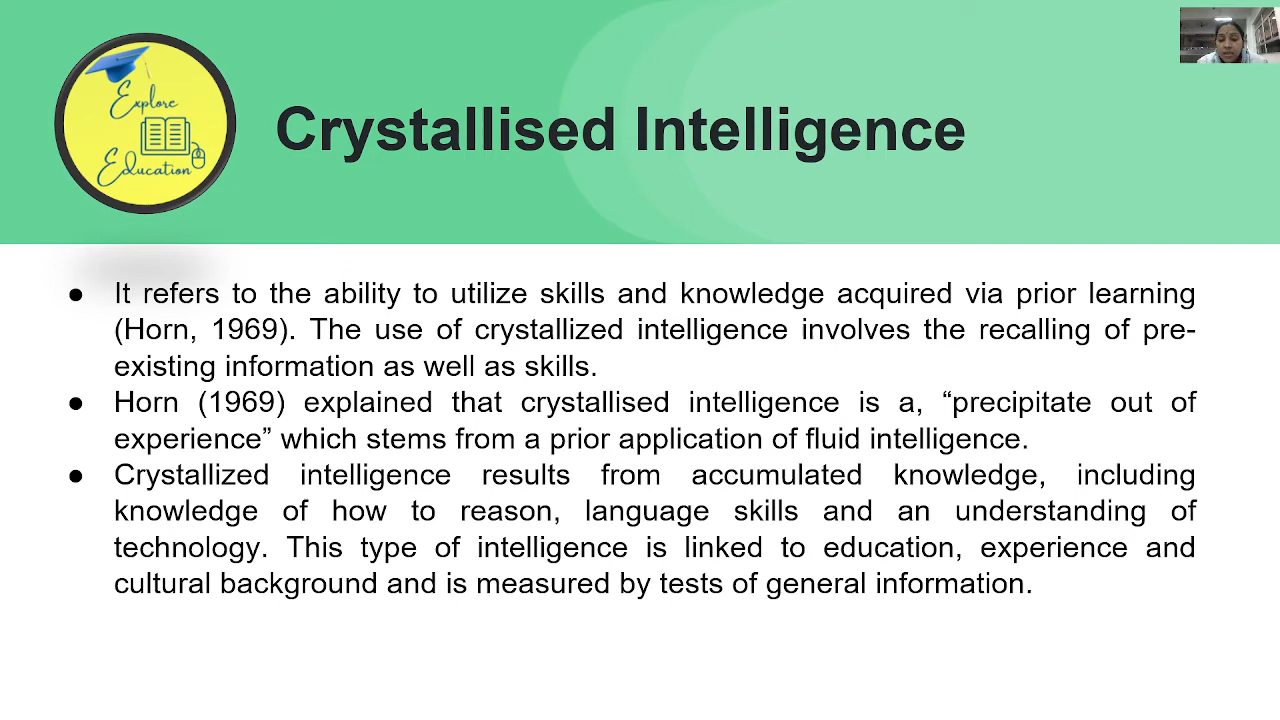 Explore
Education
Crystallised Intelligence
● It refers to the ability to utilize skills and knowledge acquired via prior learning
(Horn, 1969). The use of crystallized intelligence involves the recalling of pre-
existing information as well as skills.
● Horn (1969) explained that crystallised intelligence is a, “precipitate out of
experience” which stems from a prior application of fluid intelligence.
● Crystallized intelligence results from accumulated knowledge, including
knowledge of how to reason, language skills and an understanding of
technology. This type of intelligence is linked to education, experience and
cultural background and is measured by tests of general information.